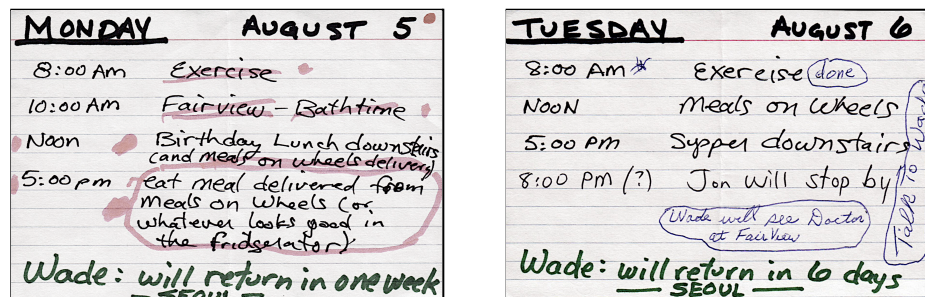 MONDAY AUGUST 5
8:00 Am Exercise
10:00 Am Fairview - Bathtime
Noon Birthday Lunch downstairs
(and meals on wheels delivery)
5:00 pm eat meal delivered from
meals on wheels (or
whatever looks good in
the fridgerator)
Wade: will return in one week
— SEOUL —
TUESDAY AUGUST 6
8:00 Am * Exercise (done)
NOON Meals on Wheels
5:00 pm Supper downstairs
8:00 PM (?) Jon will stop by
Wade will see Doctor
at FairView
Talk to Wade
Wade: will return in 6 days
— SEOUL —